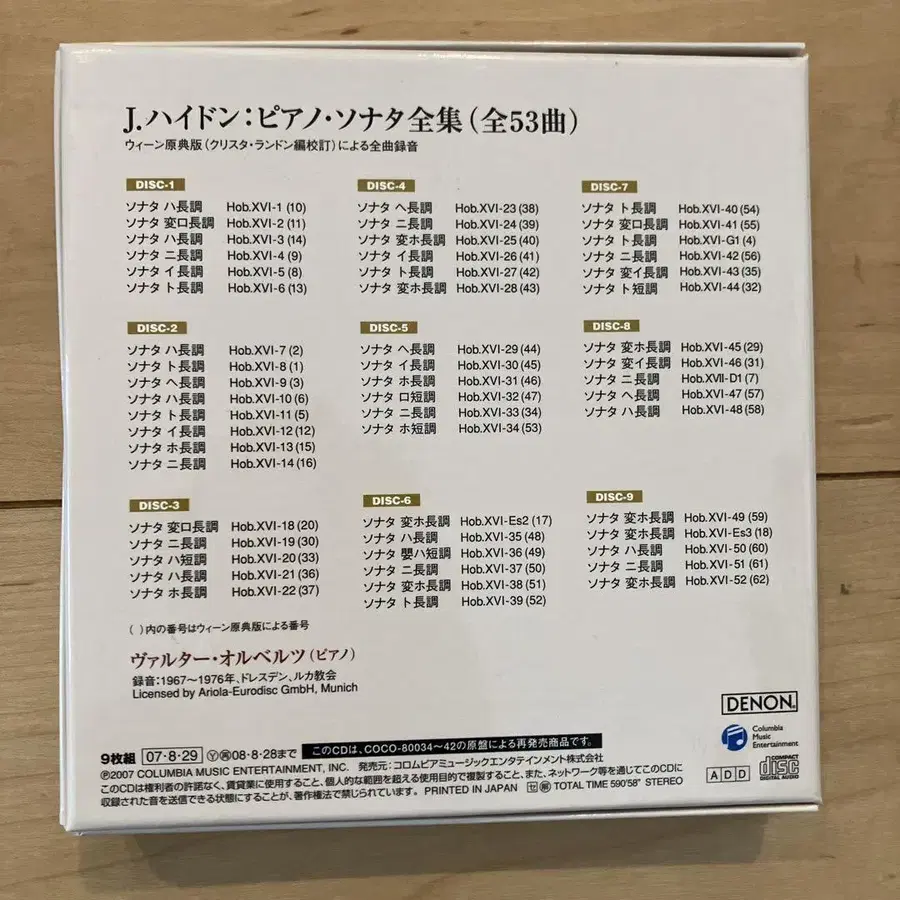 J.ハイドン:ピアノ・ソナタ全集(全53曲)
ウィーン原典版(クリスタ・ランドン編校訂)による全曲録音
DISC-1
ソナタ ハ長調 Hob.XVI-1 (10)
ソナタ 変ロ長調 Hob.XVI-2 (11)
ソナタ ハ長調 Hob.XVI-3 (14)
ソナタ ニ長調 Hob.XVI-4 (9)
ソナタ イ長調 Hob.XVI-5 (8)
ソナタ ト長調 Hob.XVI-6 (13)
DISC-2
ソナタ ハ長調 Hob.XVI-7 (2)
ソナタ ト長調 Hob.XVI-8 (1)
ソナタ ヘ長調 Hob.XVI-9 (3)
ソナタ ハ長調 Hob.XVI-10 (6)
ソナタ ト長調 Hob.XVI-11 (5)
ソナタ イ長調 Hob.XVI-12 (12)
ソナタ ホ長調 Hob.XVI-13 (15)
ソナタ ニ長調 Hob.XVI-14 (16)
DISC-3
ソナタ 変ロ長調 Hob.XVI-18 (20)
ソナタ ニ長調 Hob.XVI-19 (30)
ソナタ ハ短調 Hob.XVI-20 (33)
ソナタ ハ長調 Hob.XVI-21 (36)
ソナタ ホ長調 Hob.XVI-22 (37)
DISC-4
ソナタ ヘ長調 Hob.XVI-23 (38)
ソナタ ニ長調 Hob.XVI-24 (39)
ソナタ 変ホ長調 Hob.XVI-25 (40)
ソナタ イ長調 Hob.XVI-26 (41)
ソナタ ト長調 Hob.XVI-27 (42)
ソナタ 変ホ長調 Hob.XVI-28 (43)
DISC-5
ソナタ ヘ長調 Hob.XVI-29 (44)
ソナタ イ長調 Hob.XVI-30 (45)
ソナタ ホ長調 Hob.XVI-31 (46)
ソナタ ロ短調 Hob.XVI-32 (47)
ソナタ ニ長調 Hob.XVI-33 (34)
ソナタ ホ短調 Hob.XVI-34 (53)
DISC-6
ソナタ 変ホ長調 Hob.XVI-Es2 (17)
ソナタ ハ長調 Hob.XVI-35 (48)
ソナタ 嬰ハ短調 Hob.XVI-36 (49)
ソナタ ニ長調 Hob.XVI-37 (50)
ソナタ 変ホ長調 Hob.XVI-38 (51)
ソナタ ト長調 Hob.XVI-39 (52)
DISC-7
ソナタ ト長調 Hob.XVI-40 (54)
ソナタ 変ロ長調 Hob.XVI-41 (55)
ソナタ ト長調 Hob.XVI-G1 (4)
ソナタ ニ長調 Hob.XVI-42 (56)
ソナタ 変イ長調 Hob.XVI-43 (35)
ソナタ ト短調 Hob.XVI-44 (32)
DISC-8
ソナタ 変ホ長調 Hob.XVI-45 (29)
ソナタ 変イ長調 Hob.XVI-46 (31)
ソナタ ニ長調 Hob.XVII-D1 (7)
ソナタ ヘ長調 Hob.XVI-47 (57)
ソナタ ハ長調 Hob.XVI-48 (58)
DISC-9
ソナタ 変ホ長調 Hob.XVI-49 (59)
ソナタ 変ホ長調 Hob.XVI-Es3 (18)
ソナタ ハ長調 Hob.XVI-50 (60)
ソナタ ニ長調 Hob.XVI-51 (61)
ソナタ 変ホ長調 Hob.XVI-52 (62)
( )内の番号はウィーン原典版による番号
ヴァルター・オルベルツ(ピアノ)
録音:1967〜1976年、ドレスデン、ルカ教会
Licensed by Ariola-Eurodisc GmbH, Munich
DENON
Columbia
Music
Entertainment
9枚組 07・8・29 Ⓨ㊢08・8・28まで このCDは、COCO-80034〜42の原盤による再発売商品です。
Ⓟ2007 COLUMBIA MUSIC ENTERTAINMENT, INC. 発売元:コロムビアミュージックエンタテインメント株式会社
このCDは権利者の許諾なく、賃貸業に使用すること、個人的な範囲を超える使用目的で複製すること、また、ネットワーク等を通じてこのCDに
収録された音を送信できる状態にすることが、著作権法で禁じられています。 PRINTED IN JAPAN TOTAL TIME 590'58" STEREO
ADD
COMPACT
disc
DIGITAL AUDIO